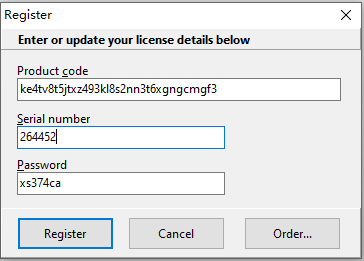 Register
Enter or update your license details below
Product code
ke4tv8t5jtxz493kl8s2nn3t6xgngcmgf3
Serial number
264452
Password
xs374ca
Register Cancel Order...